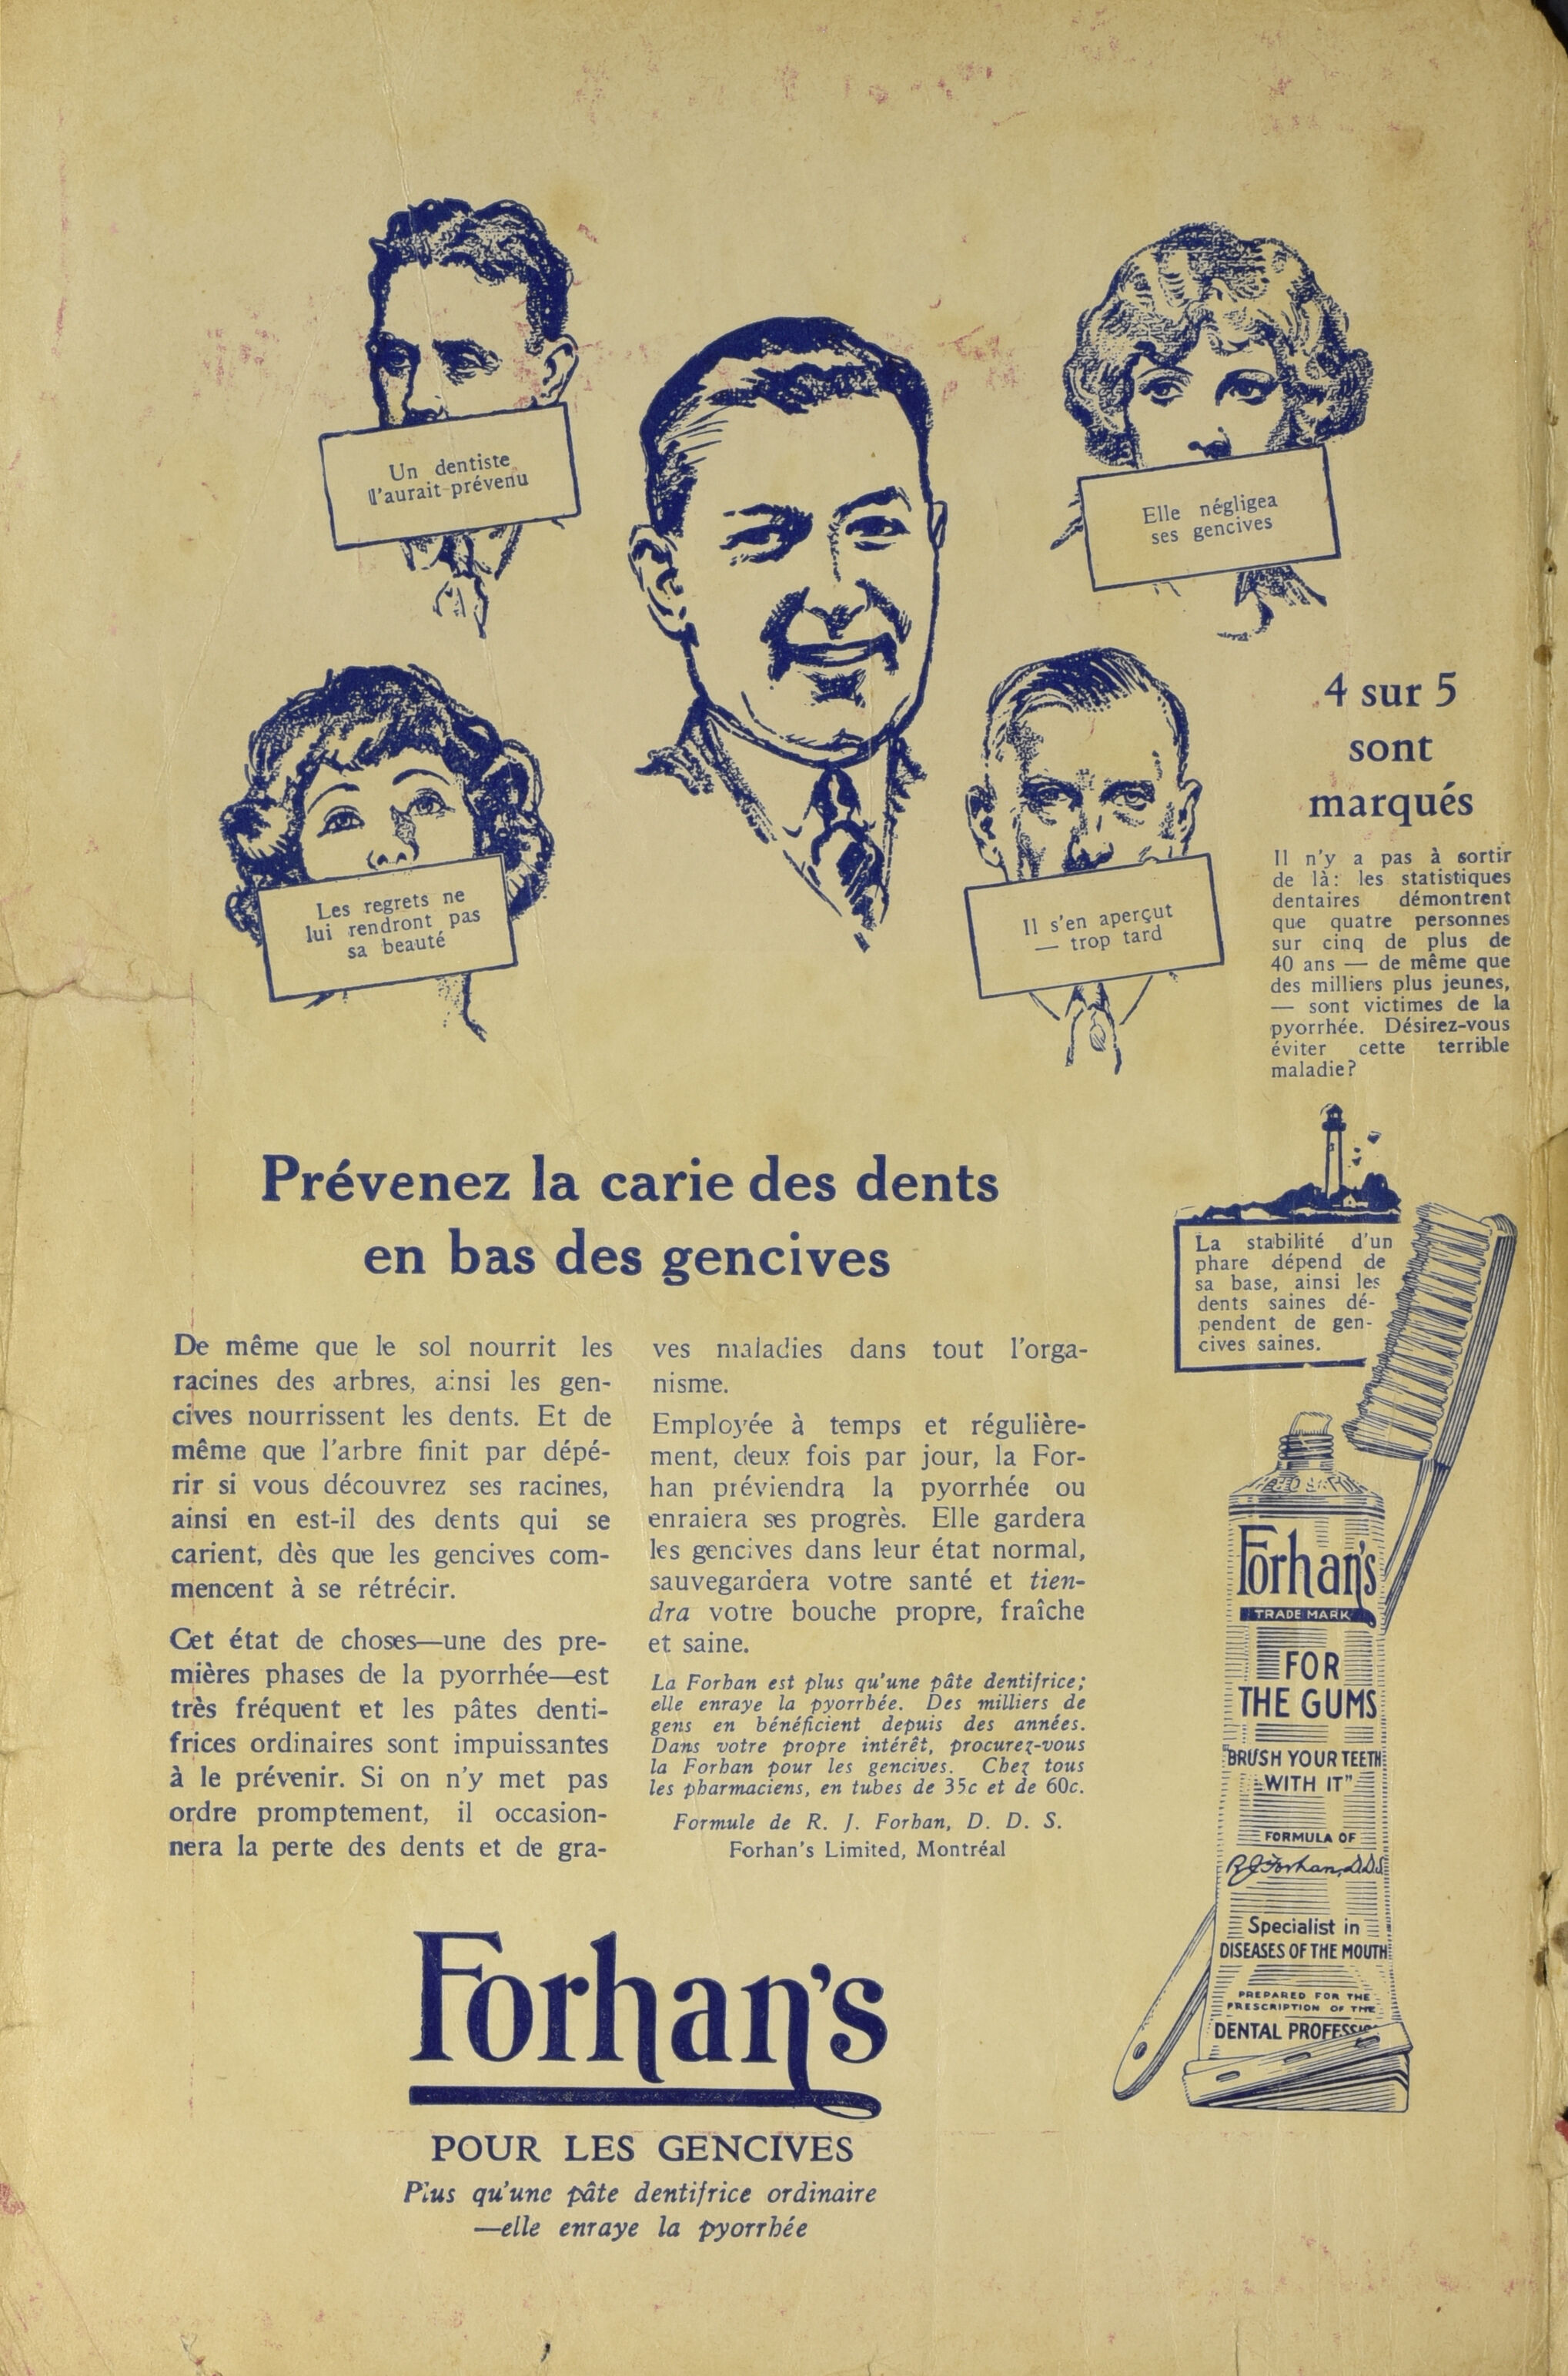 Un dentiste
l'aurait prévenu
Elle négligea
ses gencives
Les regrets ne
lui rendront pas
sa beauté
Il s'en aperçut
— trop tard
4 sur 5
sont
marqués
Il n'y a pas à sortir
de là: les statistiques
dentaires démontrent
que quatre personnes
sur cinq de plus de
40 ans — de même que
des milliers plus jeunes,
— sont victimes de la
pyorrhée. Désirez-vous
éviter cette terrible
maladie?
Prévenez la carie des dents
en bas des gencives
De même que le sol nourrit les
racines des arbres, ainsi les gen-
cives nourrissent les dents. Et de
même que l'arbre finit par dépé-
rir si vous découvrez ses racines,
ainsi en est-il des dents qui se
carient, dès que les gencives com-
mencent à se rétrécir.
Cet état de choses—une des pre-
mières phases de la pyorrhée—est
très fréquent et les pâtes denti-
frices ordinaires sont impuissantes
à le prévenir. Si on n'y met pas
ordre promptement, il occasion-
nera la perte des dents et de gra-
ves maladies dans tout l'orga-
nisme.
Employée à temps et régulière-
ment, deux fois par jour, la For-
han préviendra la pyorrhée ou
enraiera ses progrès. Elle gardera
les gencives dans leur état normal,
sauvegardera votre santé et tien-
dra votre bouche propre, fraîche
et saine.
La Forhan est plus qu'une pâte dentifrice;
elle enraye la pyorrhée. Des milliers de
gens en bénéficient depuis des années.
Dans votre propre intérêt, procurez-vous
la Forhan pour les gencives. Chez tous
les pharmaciens, en tubes de 35c et de 60c.
Formule de R. J. Forhan, D. D. S.
Forhan's Limited, Montréal
La stabilité d'un
phare dépend de
sa base, ainsi les
dents saines dé-
pendent de gen-
cives saines.
Forhan's
TRADE MARK
FOR
THE GUMS
"BRUSH YOUR TEETH
WITH IT"
FORMULA OF
R J Forhan, D.D.S.
Specialist in
DISEASES OF THE MOUTH
PREPARED FOR THE
PRESCRIPTION OF THE
DENTAL PROFESSIO
Forhan's
POUR LES GENCIVES
Plus qu'une pâte dentifrice ordinaire
—elle enraye la pyorrhée